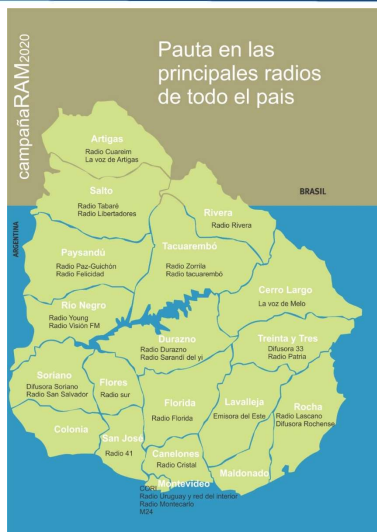 campañaRAM2020
Pauta en las
principales radios
de todo el pais
Artigas
Radio Cuareim
La voz de Artigas
Salto
Radio Tabaré
Radio Libertadores
BRASIL
Rivera
Radio Rivera
ARGENTINA
Paysandú
Radio Paz-Guichón
Radio Felicidad
Tacuarembó
Radio Zorrila
Radio tacuarembó
Cerro Largo
La voz de Melo
Río Negro
Radio Young
Radio Visión FM
Durazno
Radio Durazno
Radio Sarandi del yi
Treinta y Tres
Difusora 33
Radio Patria
Soriano
Difusora Soriano
Radio San Salvador
Flores
Radio sur
Florida
Radio Florida
Lavalleja
Emisora del Este
Rocha
Radio Lascano
Difusora Rochense
Colonia
San José
Radio 41
Canelones
Radio Cristal
Maldonado
Montevideo
Radio Uruguay y red del interior
Radio Montecarlo
M24